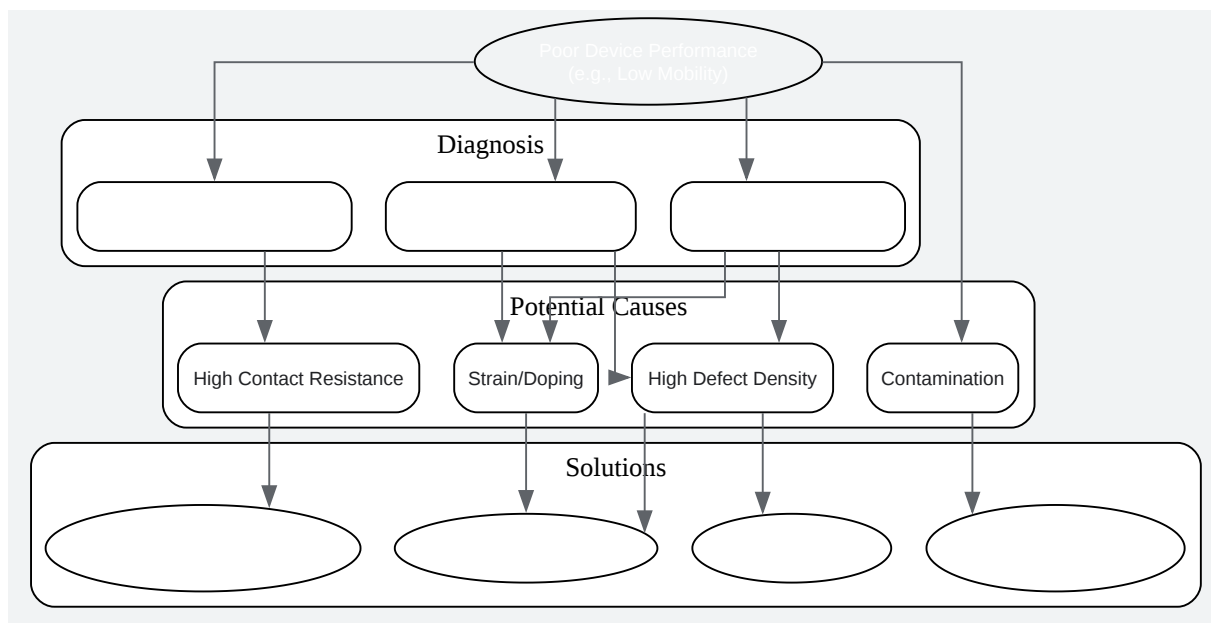 Poor Device Performance
(e.g., Low Mobility)
Diagnosis
Potential Causes
High Contact Resistance
Strain/Doping
High Defect Density
Contamination
Solutions